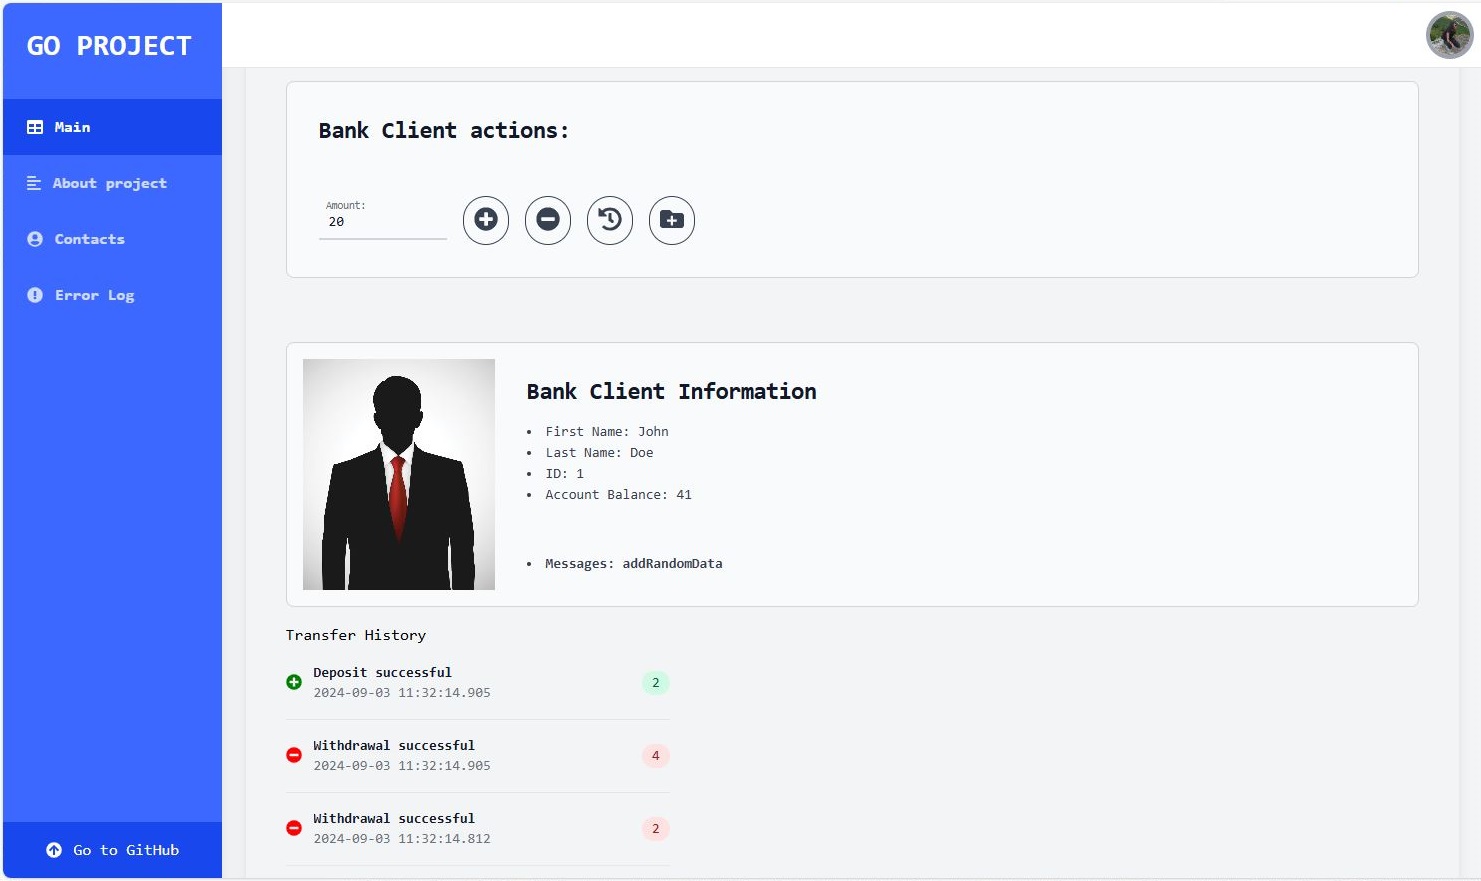 GO PROJECT
Main
About project
Contacts
Error Log
Go to GitHub
Bank Client actions:
Amount:
20
Bank Client Information
First Name: John
Last Name: Doe
ID: 1
Account Balance: 41
Messages: addRandomData
Transfer History
Deposit successful
2024-09-03 11:32:14.905
2
Withdrawal successful
2024-09-03 11:32:14.905
4
Withdrawal successful
2024-09-03 11:32:14.812
2